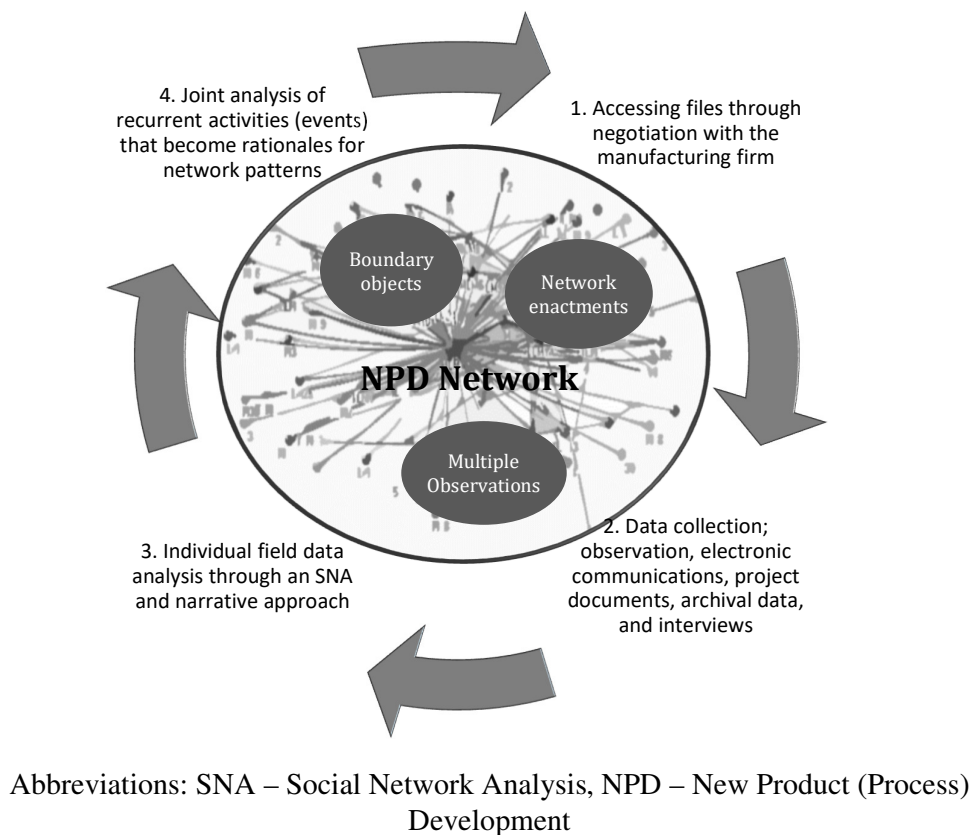 4. Joint analysis of
recurrent activities (events)
that become rationales for
network patterns
1. Accessing files through
negotiation with the
manufacturing firm
Boundary
objects
Network
enactments
NPD Network
Multiple
Observations
2. Data collection;
observation, electronic
communications, project
documents, archival data,
and interviews
3. Individual field data
analysis through an SNA
and narrative approach
Abbreviations: SNA – Social Network Analysis, NPD – New Product (Process)
Development